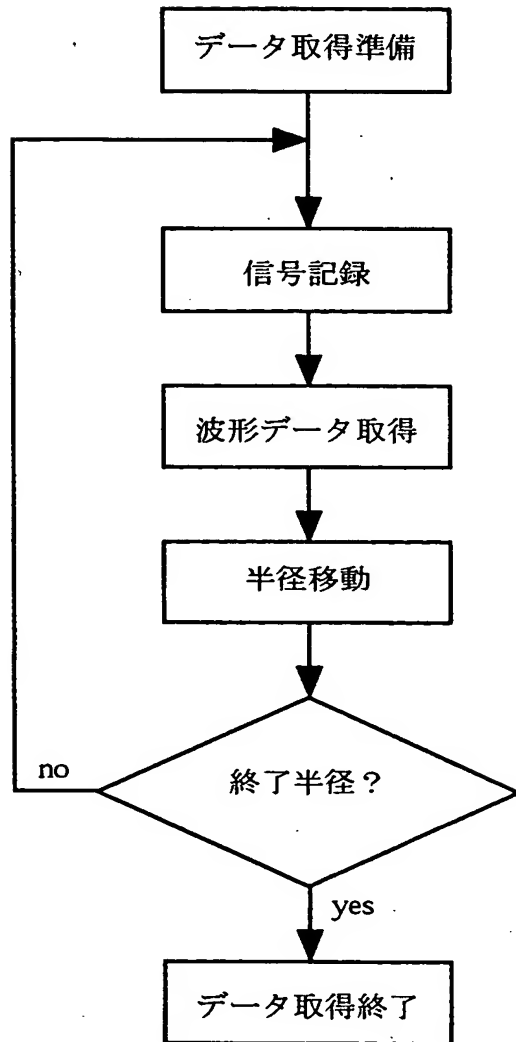 データ取得準備
信号記録
波形データ取得
半径移動
終了半径？
no
yes
データ取得終了